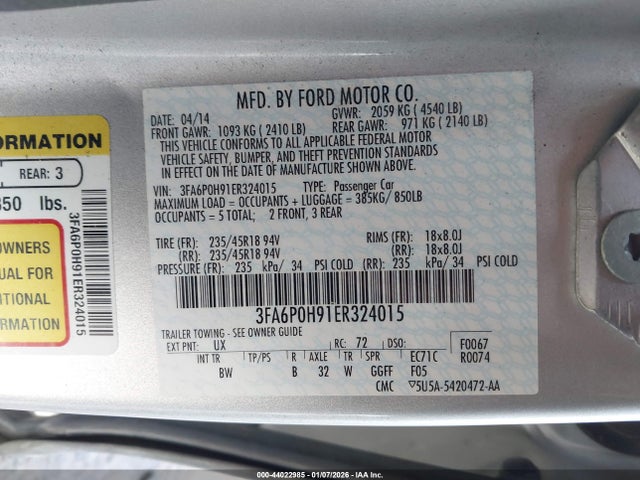 ORMATION
REAR: 3
850 lbs.
OWNERS
UAL FOR
ITIONAL
RMATION
3FA6P0H91ER324015
MFD. BY FORD MOTOR CO.
DATE: 04/14 GVWR: 2059 KG (4540 LB)
FRONT GAWR: 1093 KG (2410 LB) REAR GAWR: 971 KG (2140 LB)
THIS VEHICLE CONFORMS TO ALL APPLICABLE FEDERAL MOTOR
VEHICLE SAFETY, BUMPER, AND THEFT PREVENTION STANDARDS
IN EFFECT ON THE DATE OF MANUFACTURE SHOWN ABOVE.
VIN: 3FA6P0H91ER324015 TYPE: Passenger Car
MAXIMUM LOAD = OCCUPANTS + LUGGAGE = 385KG/ 850LB
OCCUPANTS = 5 TOTAL; 2 FRONT, 3 REAR
TIRE (FR): 235/45R18 94V RIMS (FR): 18x8.0J
(RR): 235/45R18 94V (RR): 18x8.0J
PRESSURE (FR): 235 kPa/ 34 PSI COLD (RR): 235 kPa/ 34 PSI COLD
3FA6P0H91ER324015
TRAILER TOWING - SEE OWNER GUIDE
EXT PNT: UX RC: 72 DSO: F0067
INT TR TP/PS R AXLE TR SPR EC71C R0074
BW B 32 W GGFF F05
CMC ▽5U5A-5420472-AA
000-44022985 - 01/07/2026 - IAA Inc.